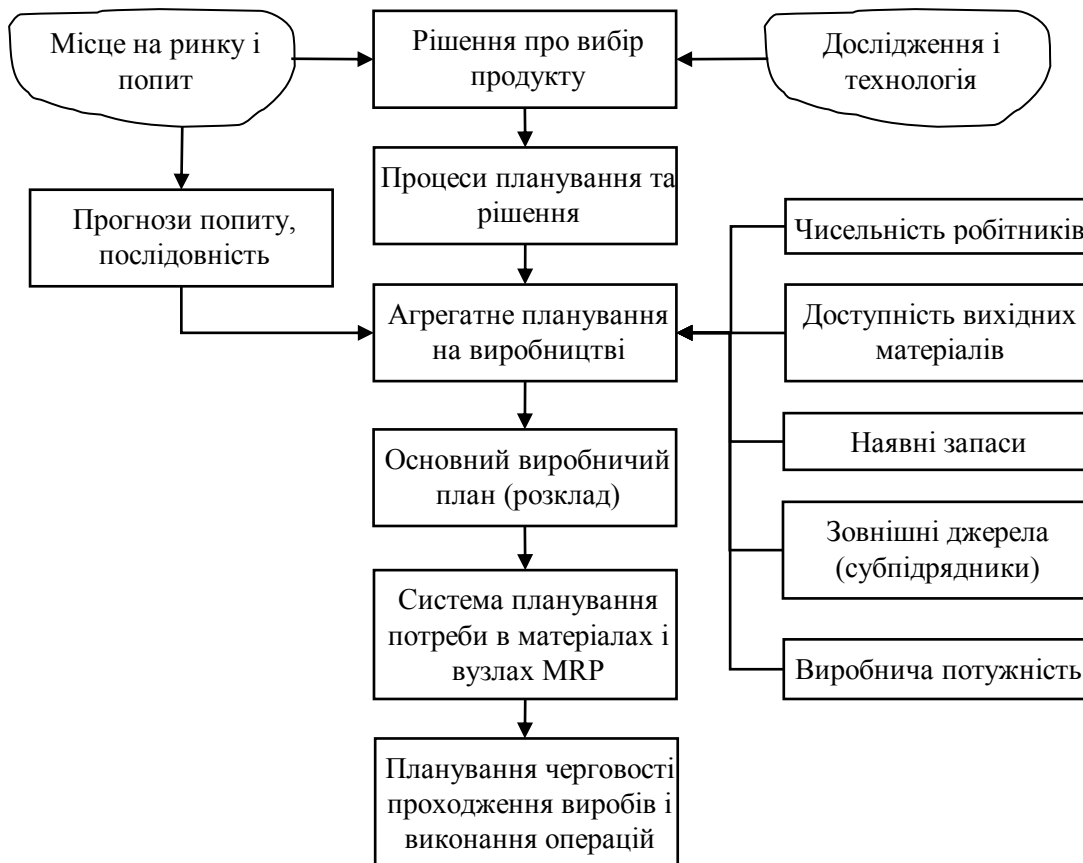 Місце на ринку і
попит
Рішення про вибір
продукту
Дослідження і
технологія
Процеси планування та
рішення
Прогнози попиту,
послідовність
Чисельність робітників
Агрегатне планування
на виробництві
Доступність вихідних
матеріалів
Основний виробничий
план (розклад)
Наявні запаси
Зовнішні джерела
(субпідрядники)
Система планування
потреби в матеріалах і
вузлах MRP
Виробнича потужність
Планування черговості
проходження виробів і
виконання операцій